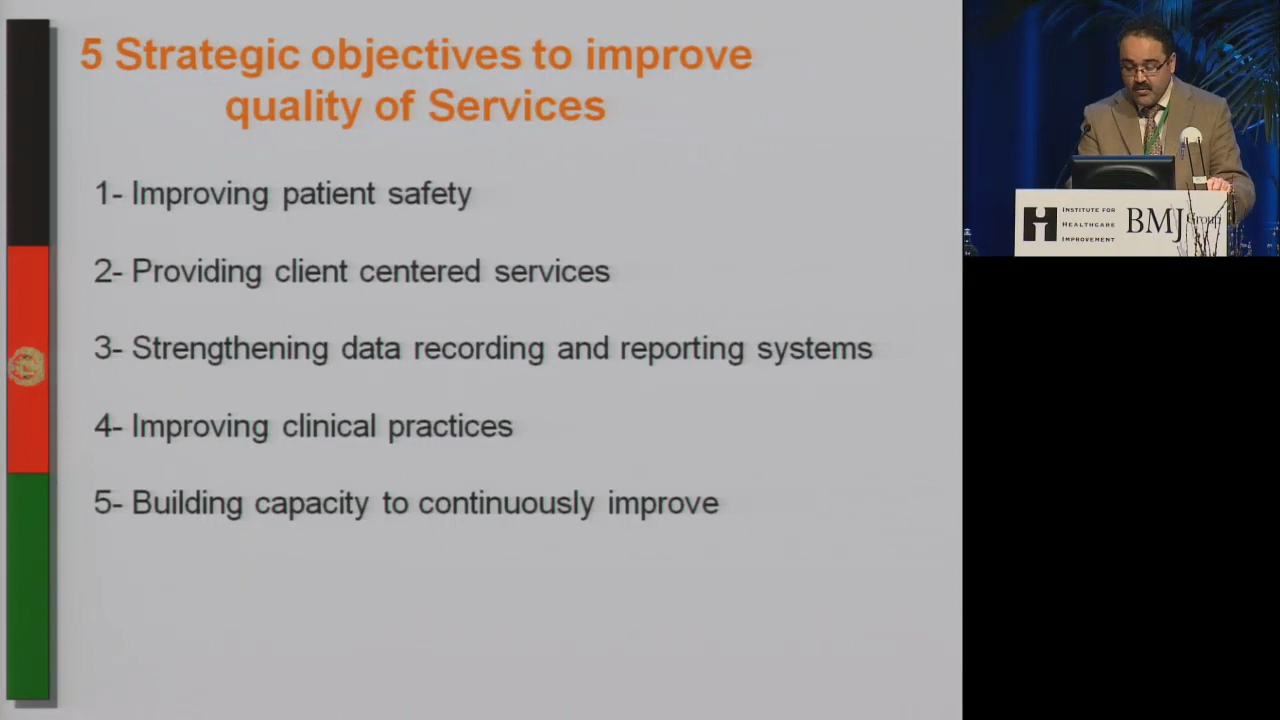 5 Strategic objectives to improve
quality of Services
1- Improving patient safety
2- Providing client centered services
3- Strengthening data recording and reporting systems
4- Improving clinical practices
5- Building capacity to continuously improve
INSTITUTE FOR
HEALTHCARE
IMPROVEMENT
BMJ Group